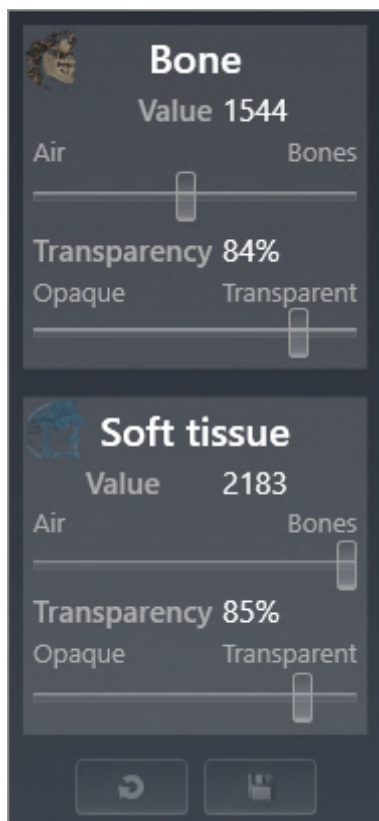 Bone
Value 1544
Air Bones
Transparency 84%
Opaque Transparent
Soft tissue
Value 2183
Air Bones
Transparency 85%
Opaque Transparent